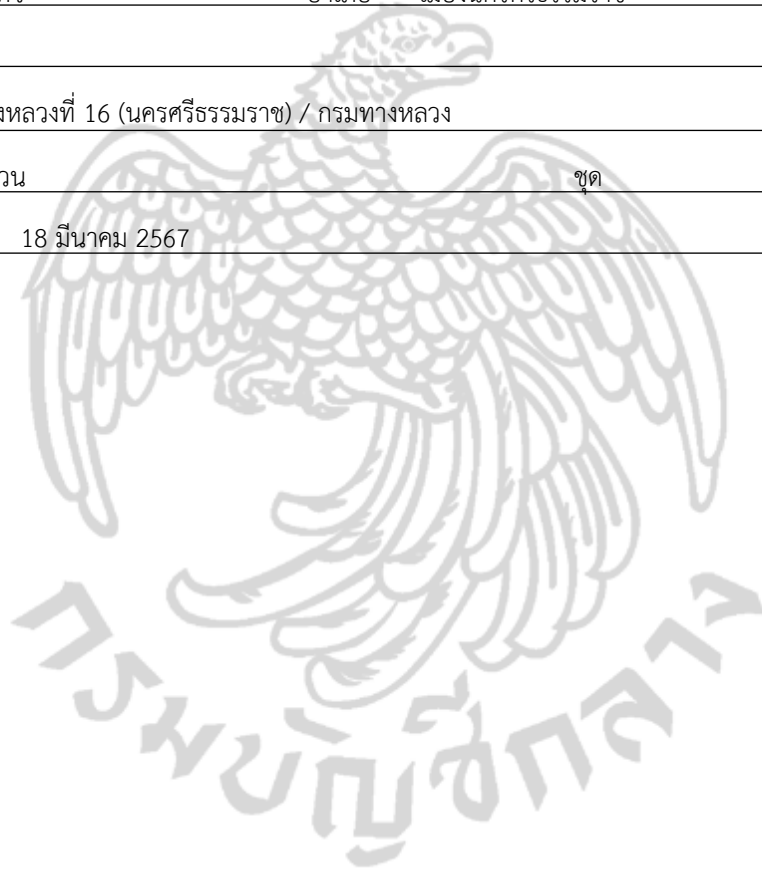 งหลวงที่ 16 (นครศรีธรรมราช) / กรมทางหลวง
วน ชุด
18 มีนาคม 2567
กรมบัญชีกลาง